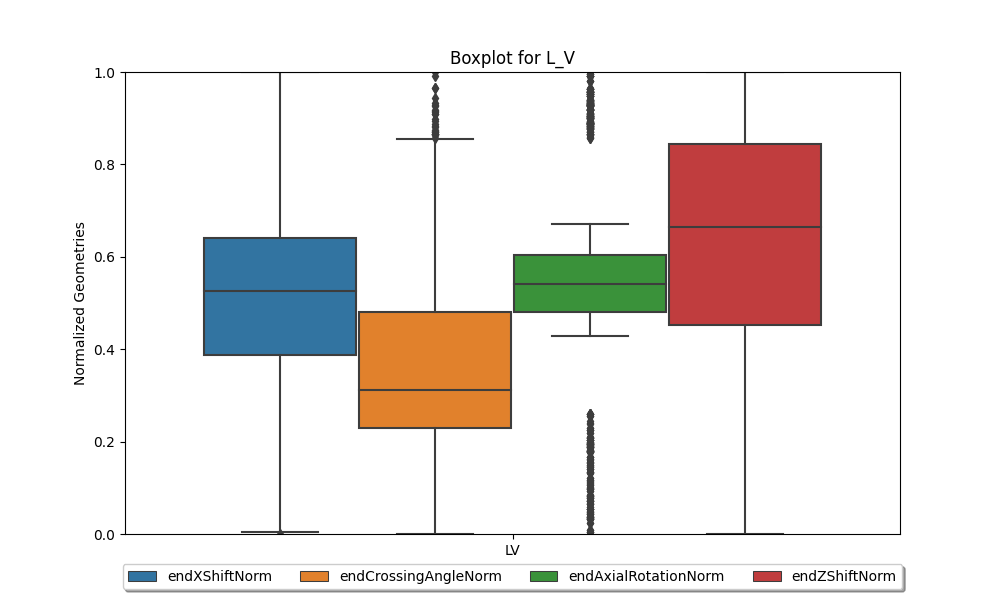 Boxplot for L_V
1.0
0.8
0.6
0.4
0.2
0.0
Normalized Geometries
LV
endXShiftNorm endCrossingAngleNorm endAxialRotationNorm endZShiftNorm